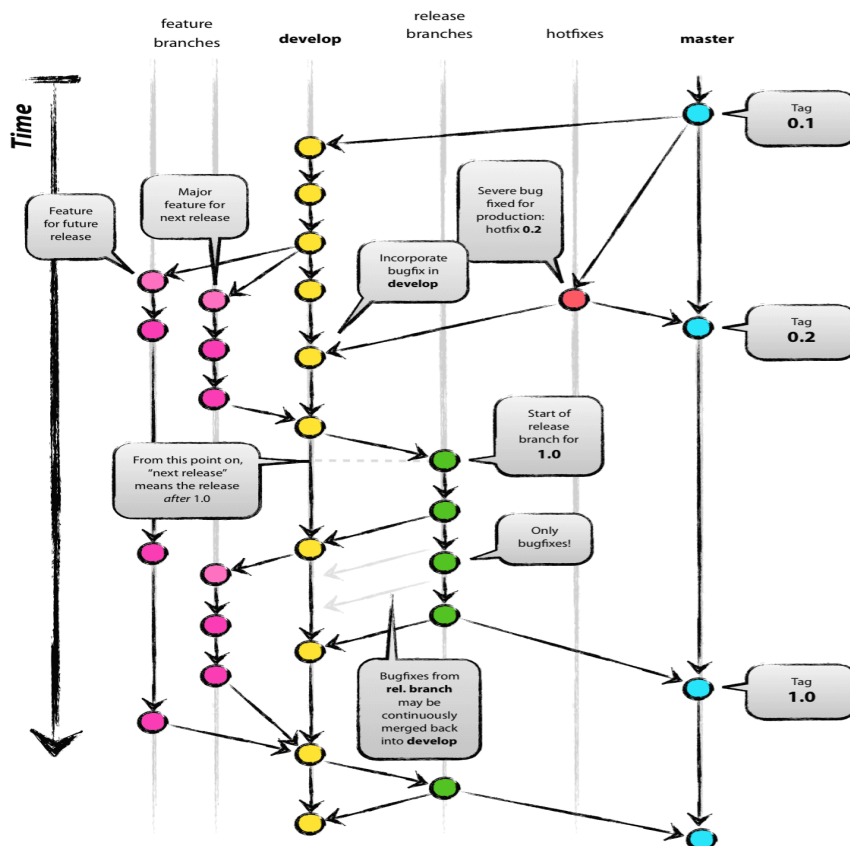 feature
branches
develop
release
branches
hotfixes
master
Time
Tag
0.1
Major
feature for
next release
Feature
for future
release
Severe bug
fixed for
production:
hotfix 0.2
Incorporate
bugfix in
develop
Tag
0.2
Start of
release
branch for
1.0
From this point on,
“next release”
means the release
after 1.0
Only
bugfixes!
Bugfixes from
rel. branch
may be
continuously
merged back
into develop
Tag
1.0